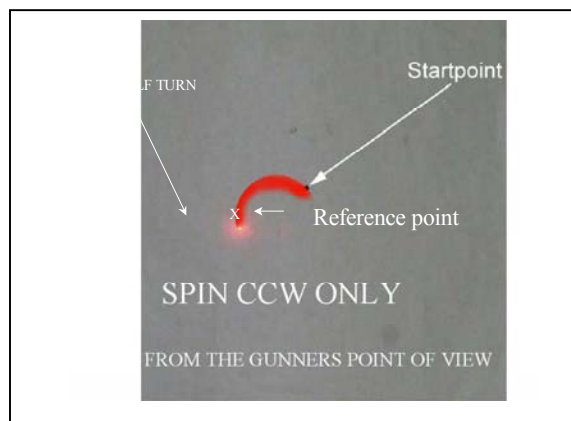 Startpoint
LF TURN
X
Reference point
SPIN CCW ONLY
FROM THE GUNNERS POINT OF VIEW